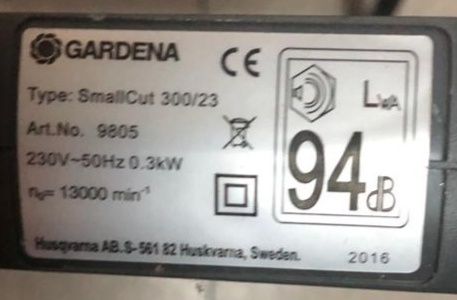 GARDENA
CE
Type: SmallCut 300/23
Art.No. 9805
230V~50Hz 0.3kW
n₀= 13000 min⁻¹
LWA
94dB
Husqvarna AB.S-561 82 Huskvarna, Sweden.
2016